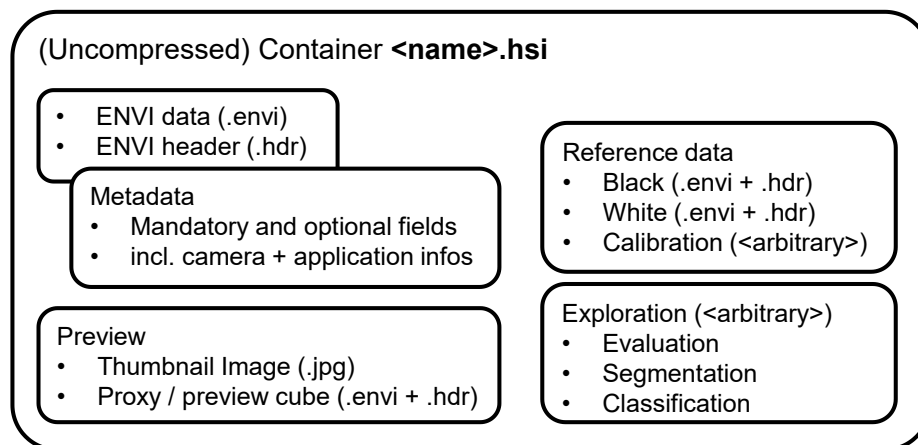 (Uncompressed) Container <name>.hsi
• ENVI data (.envi)
• ENVI header (.hdr)
Metadata
• Mandatory and optional fields
• incl. camera + application infos
Preview
• Thumbnail Image (.jpg)
• Proxy / preview cube (.envi + .hdr)
Reference data
• Black (.envi + .hdr)
• White (.envi + .hdr)
• Calibration (<arbitrary>)
Exploration (<arbitrary>)
• Evaluation
• Segmentation
• Classification